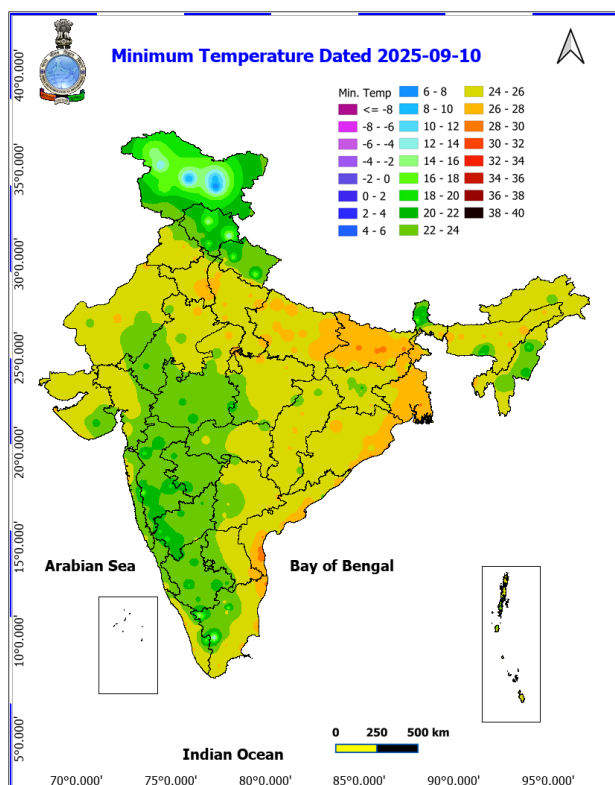 Minimum Temperature Dated 2025-09-10
Min. Temp
<= -8
-8 - -6
-6 - -4
-4 - -2
-2 - 0
0 - 2
2 - 4
4 - 6
6 - 8
8 - 10
10 - 12
12 - 14
14 - 16
16 - 18
18 - 20
20 - 22
22 - 24
24 - 26
26 - 28
28 - 30
30 - 32
32 - 34
34 - 36
36 - 38
38 - 40
40°0.000'
35°0.000'
30°0.000'
25°0.000'
20°0.000'
15°0.000'
10°0.000'
5°0.000'
Arabian Sea
Bay of Bengal
Indian Ocean
0 250 500 km
70°0.000' 75°0.000' 80°0.000' 85°0.000' 90°0.000' 95°0.000'